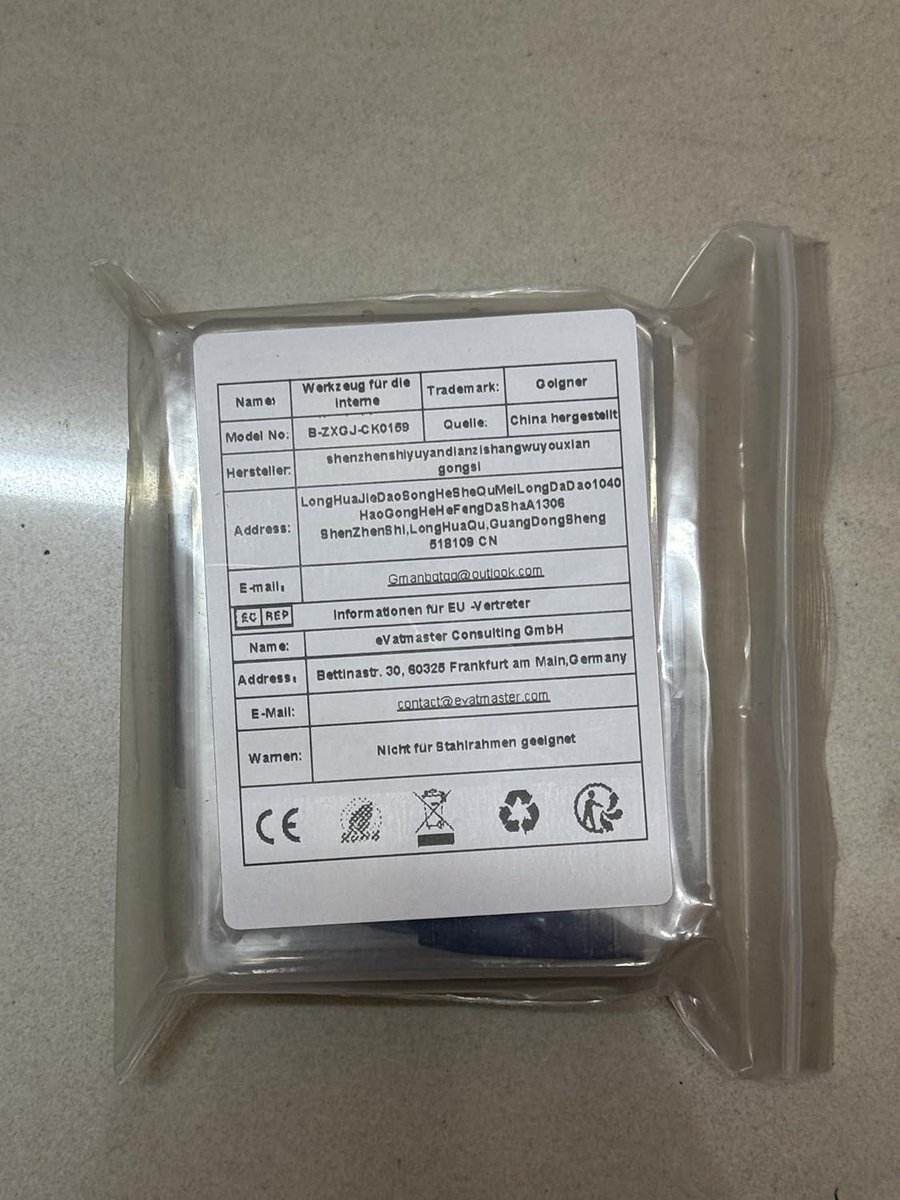 Name: Werkzeug für die interne Trademark: Goigner
Model No: B-ZXGJ-CK0159 Quelle: China hergestellt
Hersteller: shenzhenshiyuyandianzishangwuyouxian
gongsi
Address: LongHuaJieDaoSongHeSheQuMeiLongDaDao1040
HaoGongHeHeFengDaShaA1306
ShenZhenShi,LongHuaQu,GuangDongSheng
518109 CN
E-mail: Gmanbotoo@outlook.com
EC REP Informationen für EU -Vertreter
Name: eVatmaster Consulting GmbH
Address: Bettinastr. 30, 60325 Frankfurt am Main,Germany
E-Mail: contact@evatmaster.com
Warnen: Nicht für Stahlrahmen geeignet
CE